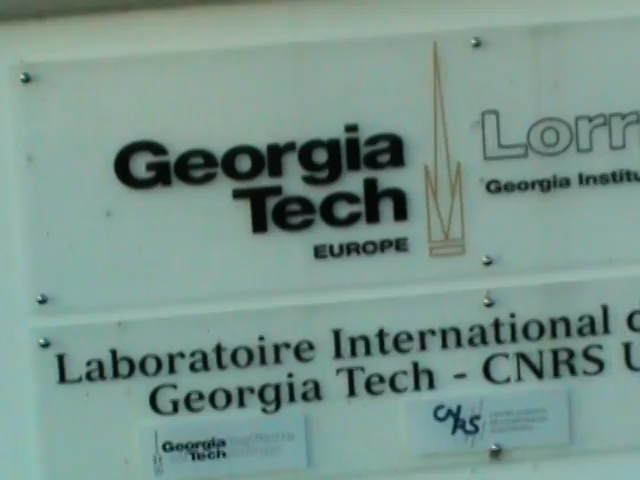 Georgia
Tech
EUROPE
Lorr
Georgia Institu
Laboratoire International
Georgia Tech - CNRS U
Georgia
Tech
CNRS